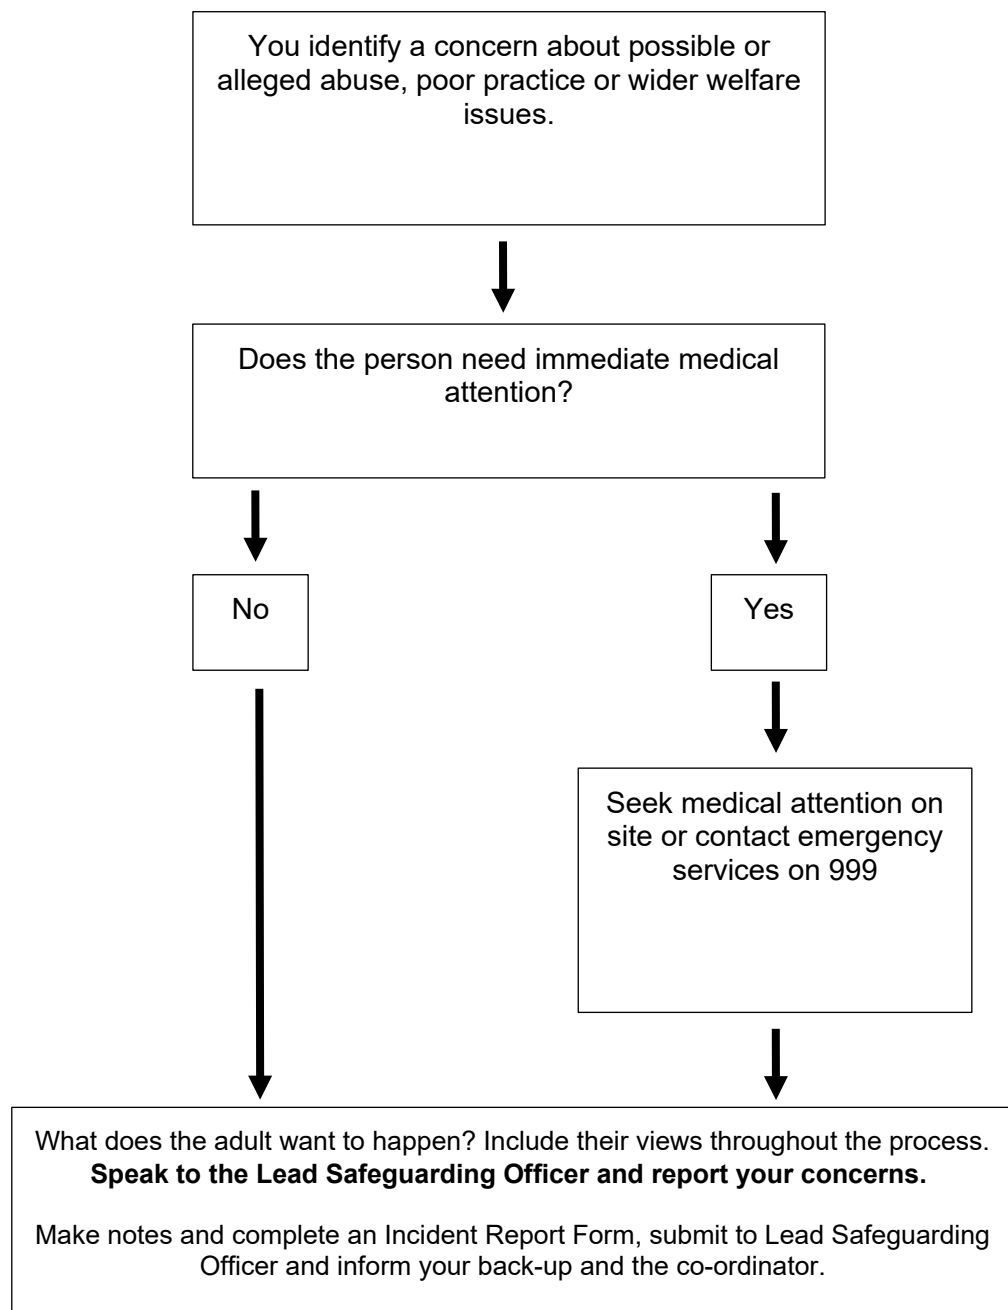 You identify a concern about possible or
alleged abuse, poor practice or wider welfare
issues.
Does the person need immediate medical
attention?
No
Yes
Seek medical attention on
site or contact emergency
services on 999
What does the adult want to happen? Include their views throughout the process.
Speak to the Lead Safeguarding Officer and report your concerns.
Make notes and complete an Incident Report Form, submit to Lead Safeguarding
Officer and inform your back-up and the co-ordinator.